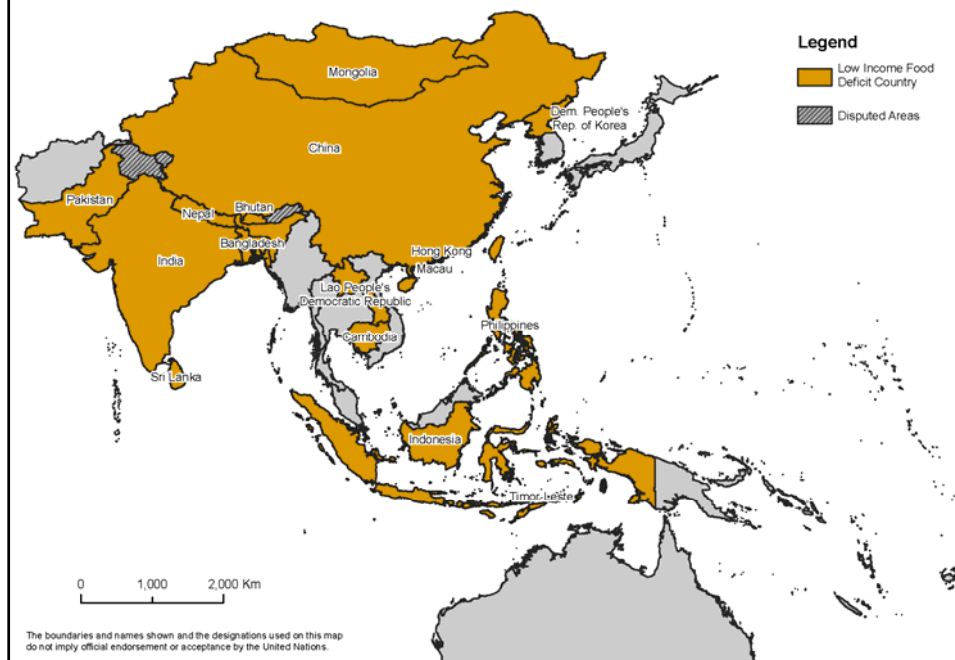 Legend
Low Income Food
Deficit Country
Disputed Areas
Mongolia
Dem. People's
Rep. of Korea
China
Pakistan
Nepal
Bhutan
Bangladesh
India
Hong Kong
Macau
Lao People's
Democratic Republic
Philippines
Cambodia
Sri Lanka
Indonesia
Timor-Leste
0 1,000 2,000 Km
The boundaries and names shown and the designations used on this map
do not imply official endorsement or acceptance by the United Nations.